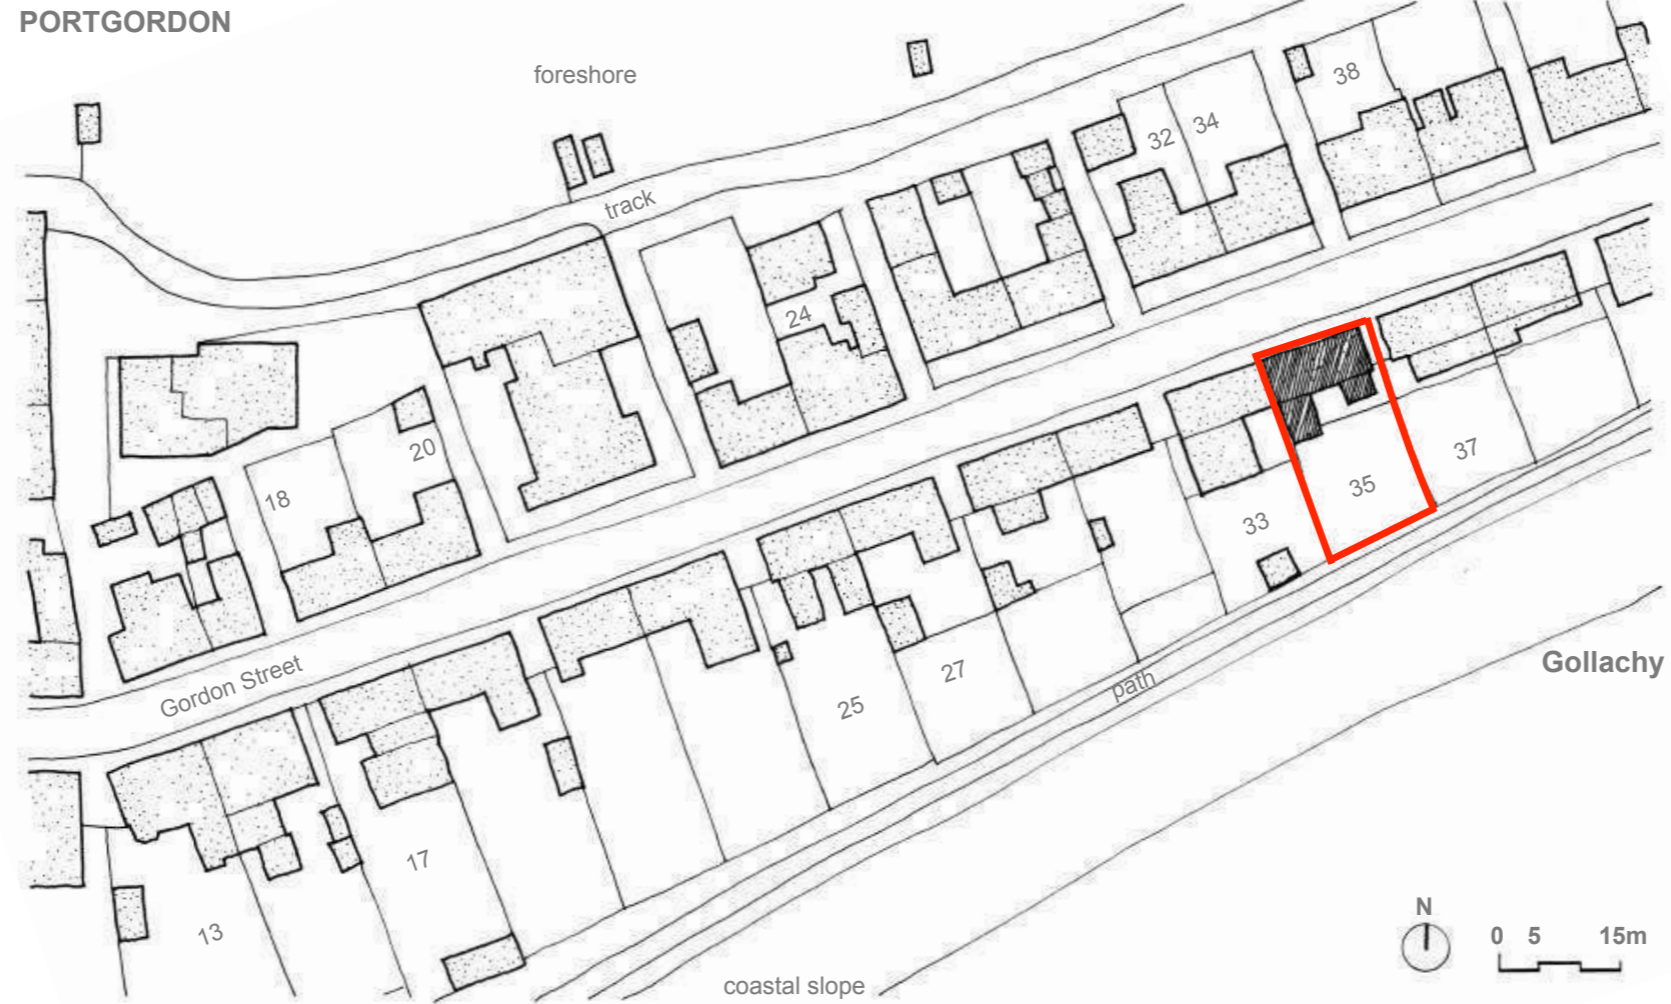 PORTGORDON
foreshore
38
32
34
track
24
20
18
37
35
33
Gordon Street
27
25
path
Gollachy
17
13
N
0 5 15m
coastal slope